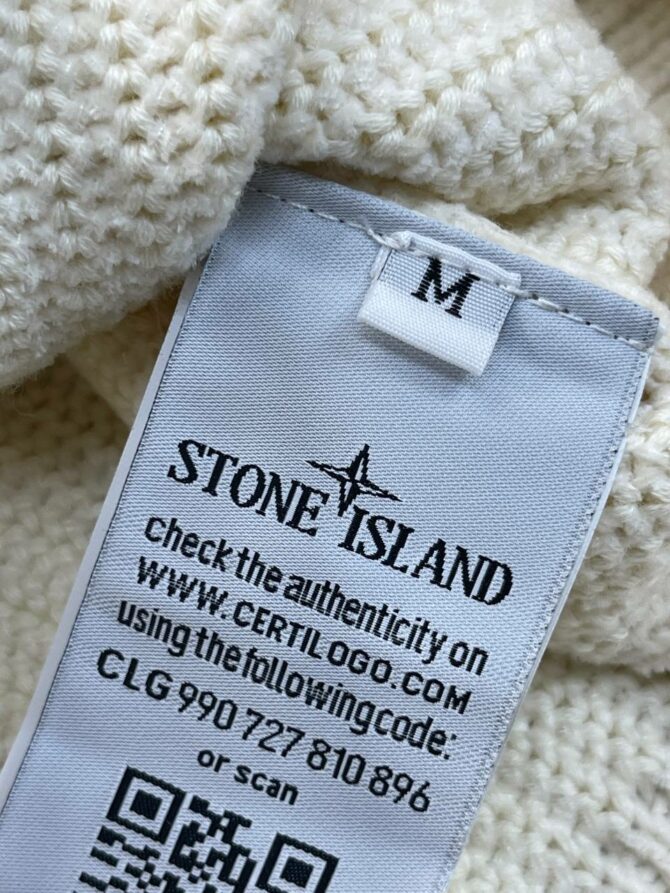 M
STONE ISLAND
check the authenticity on
WWW.CERTILOGO.COM
using the following code:
CLG 990 727 810 896
or scan